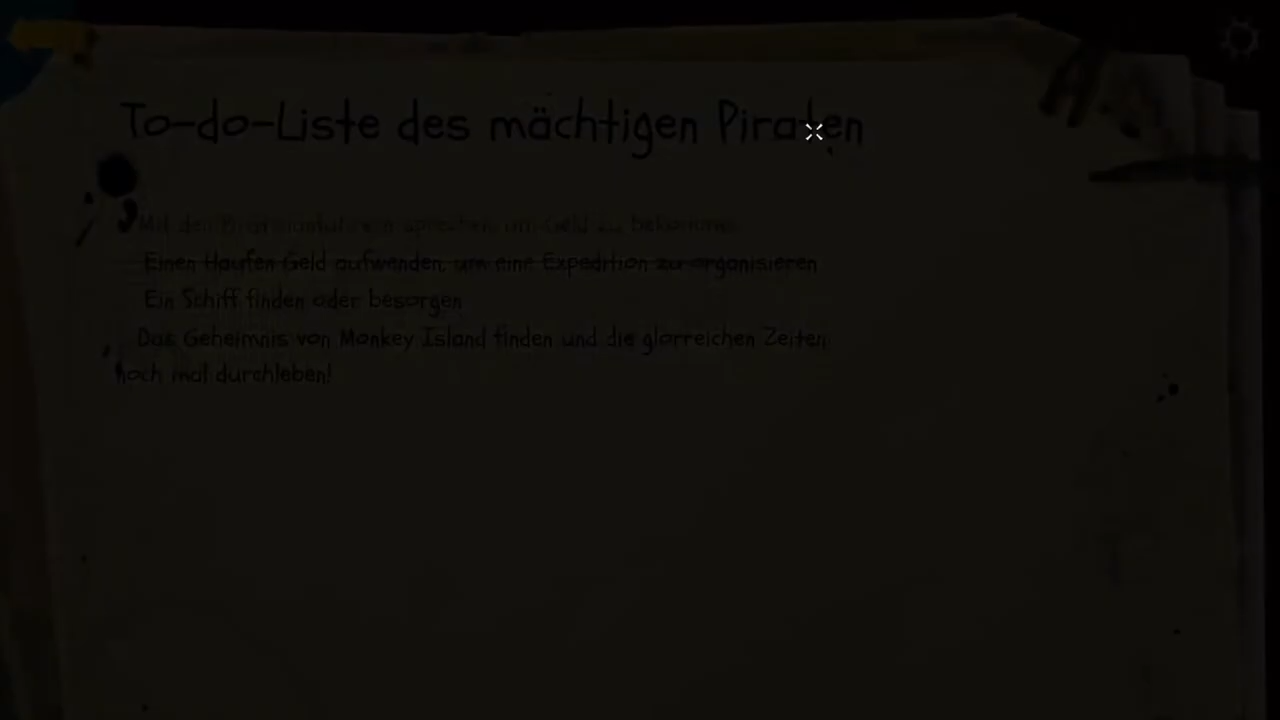 To-do-Liste des mächtigen Piraten
Mit den Piratenanführern sprechen, um Geld zu bekommen
Einen Haufen Geld aufwenden, um eine Expedition zu organisieren
Ein Schiff finden oder besorgen
Das Geheimnis von Monkey Island finden und die glorreichen Zeiten
noch mal durchleben!